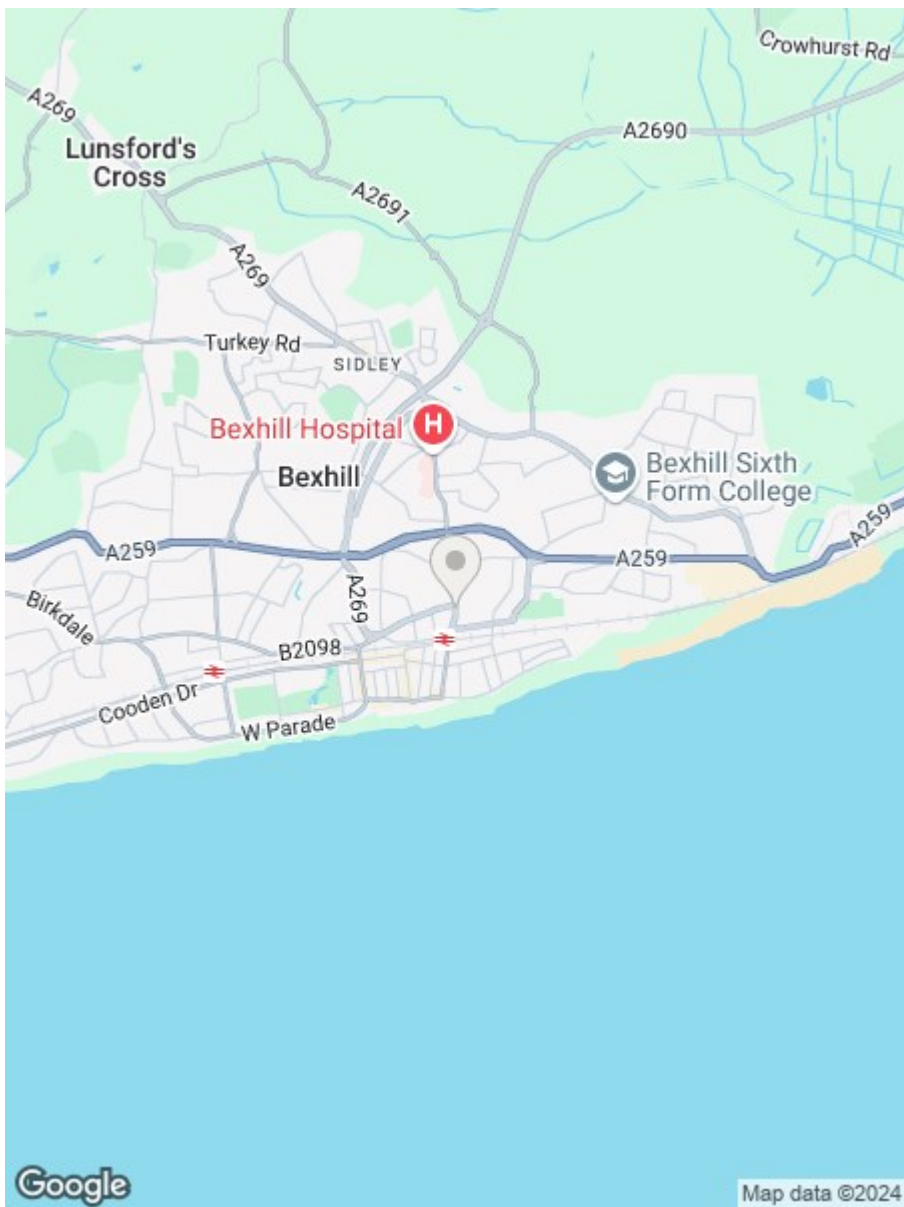 Crowhurst Rd
A269
A2690
Lunsford's
Cross
A2691
A269
Turkey Rd
SIDLEY
Bexhill Hospital
H
Bexhill
Bexhill Sixth
Form College
A259
A259
A259
A269
Birkdale
B2098
Cooden Dr
W Parade
Google
Map data ©2024